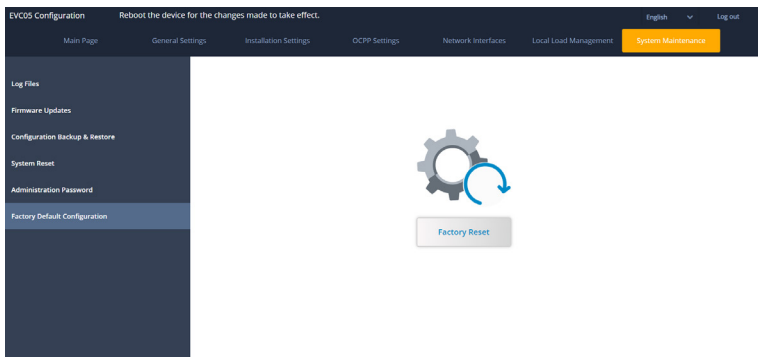 EVC05 Configuration Reboot the device for the changes made to take effect. English Log out
Main Page General Settings Installation Settings OCPP Settings Network Interfaces Local Load Management System Maintenance
Log Files
Firmware Updates
Configuration Backup & Restore
System Reset
Administration Password
Factory Default Configuration
Factory Reset